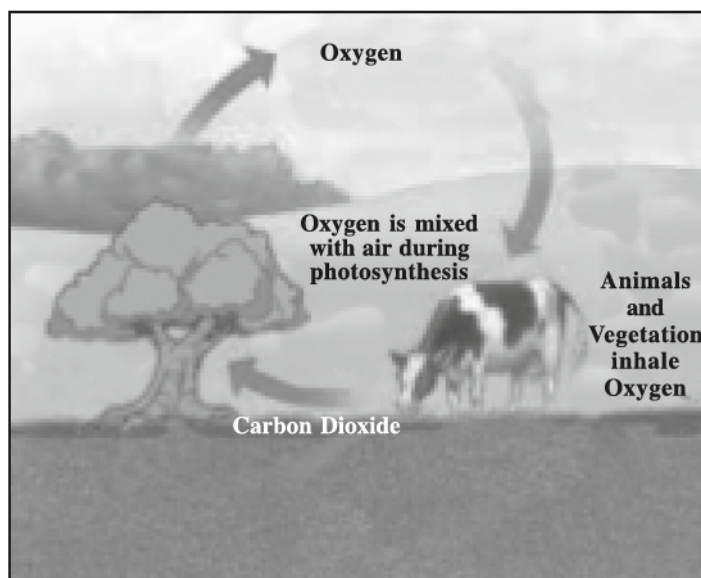 Oxygen
Oxygen is mixed
with air during
photosynthesis
Animals
and
Vegetation
inhale
Oxygen
Carbon Dioxide